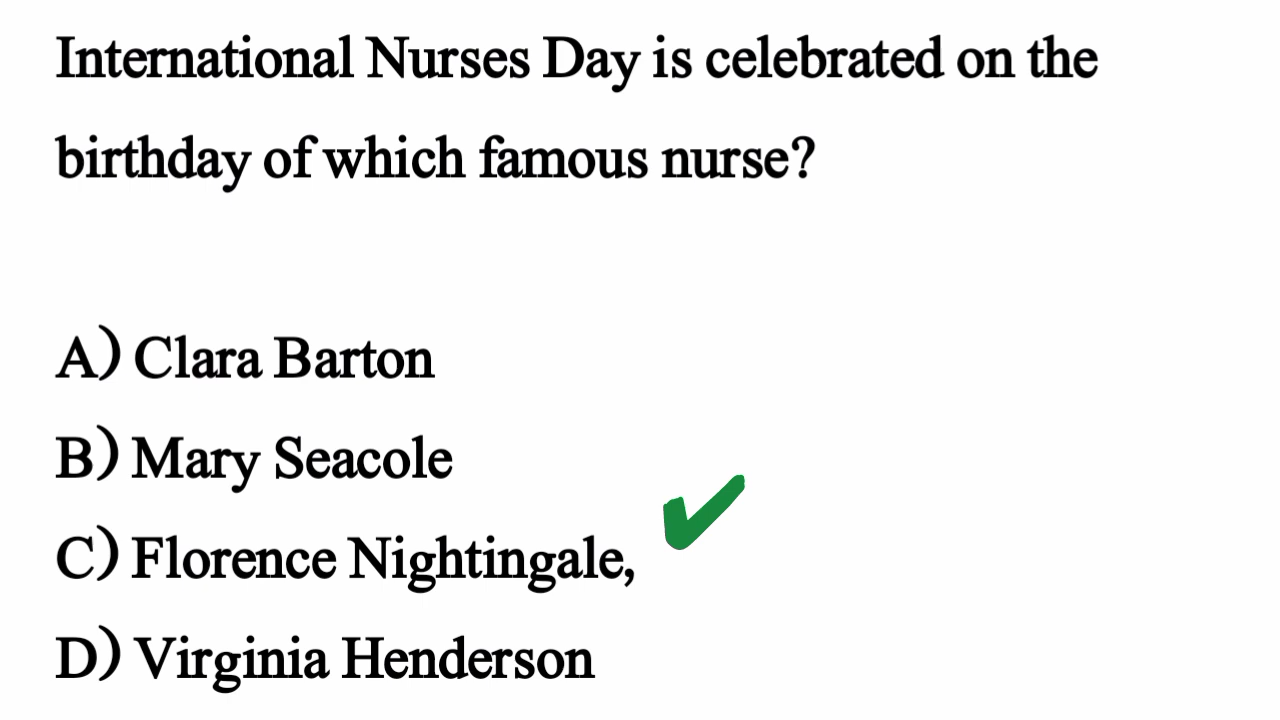 International Nurses Day is celebrated on the
birthday of which famous nurse?
A) Clara Barton
B) Mary Seacole
C) Florence Nightingale,
D) Virginia Henderson